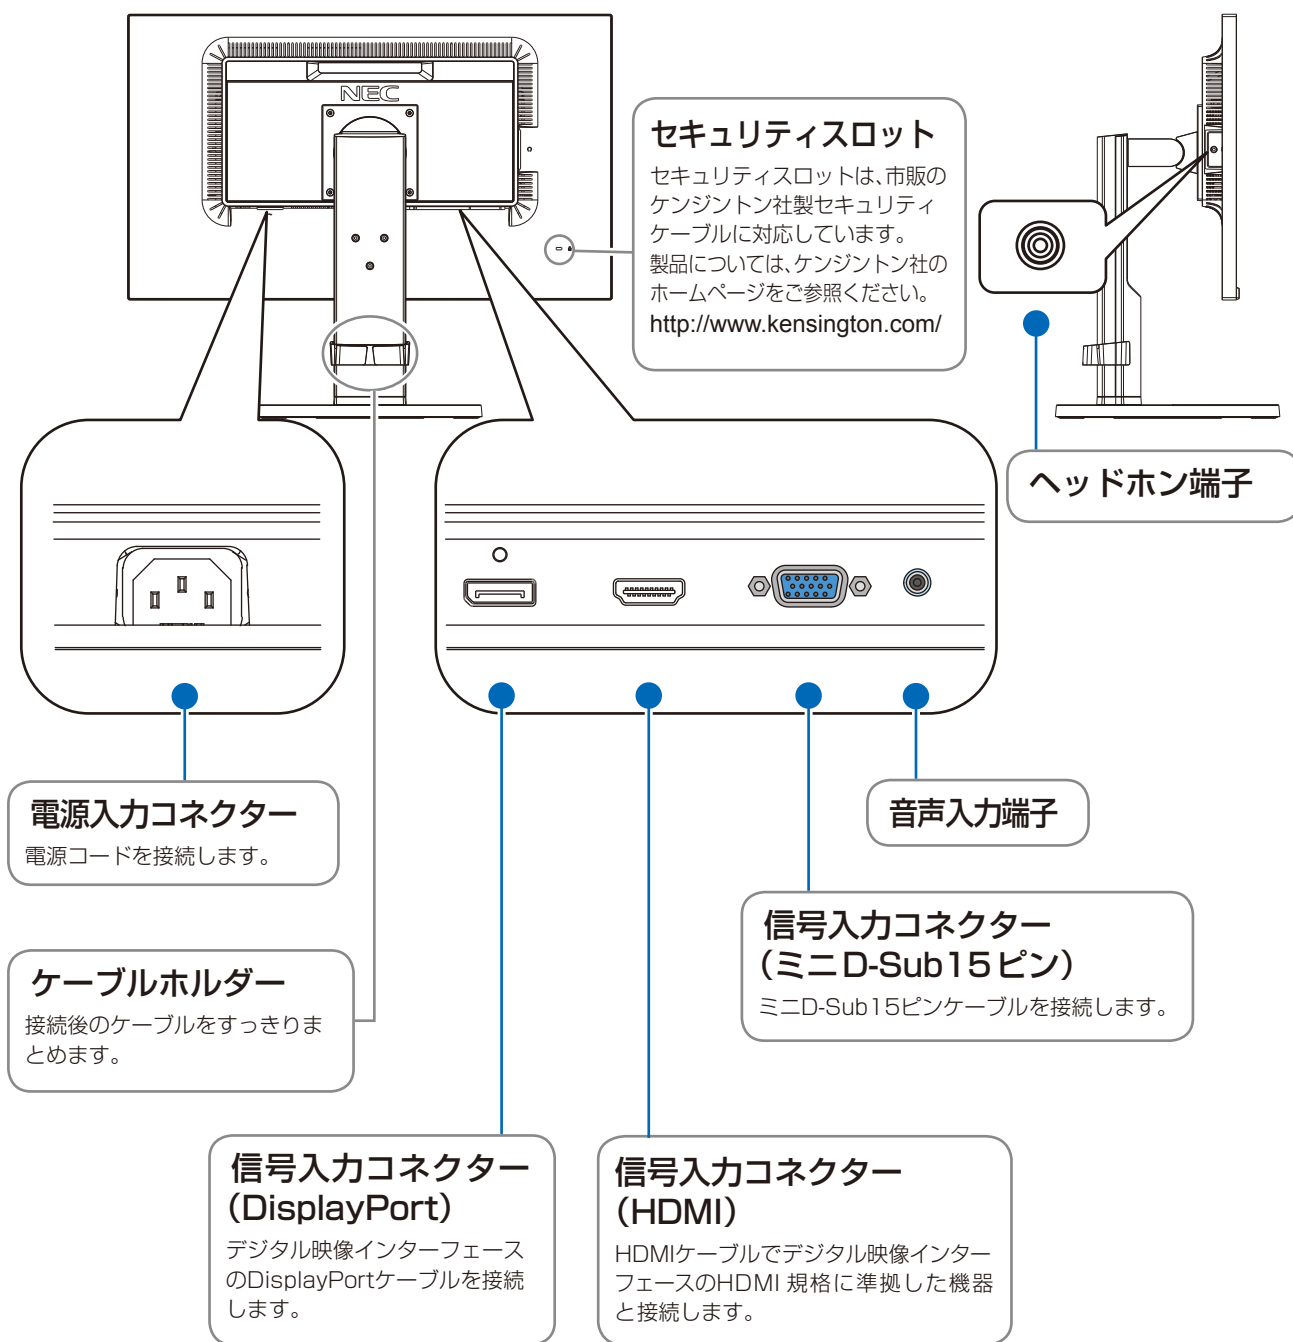 NEC
セキュリティスロット
セキュリティスロットは、市販の
ケンジントン社製セキュリティ
ケーブルに対応しています。
製品については、ケンジントン社の
ホームページをご参照ください。
http://www.kensington.com/
ヘッドホン端子
電源入力コネクター
電源コードを接続します。
音声入力端子
信号入力コネクター
（ミニD-Sub15ピン）
ミニD-Sub15ピンケーブルを接続します。
ケーブルホルダー
接続後のケーブルをすっきりま
とめます。
信号入力コネクター
（DisplayPort）
デジタル映像インターフェース
のDisplayPortケーブルを接続
します。
信号入力コネクター
（HDMI）
HDMIケーブルでデジタル映像インター
フェースのHDMI 規格に準拠した機器
と接続します。